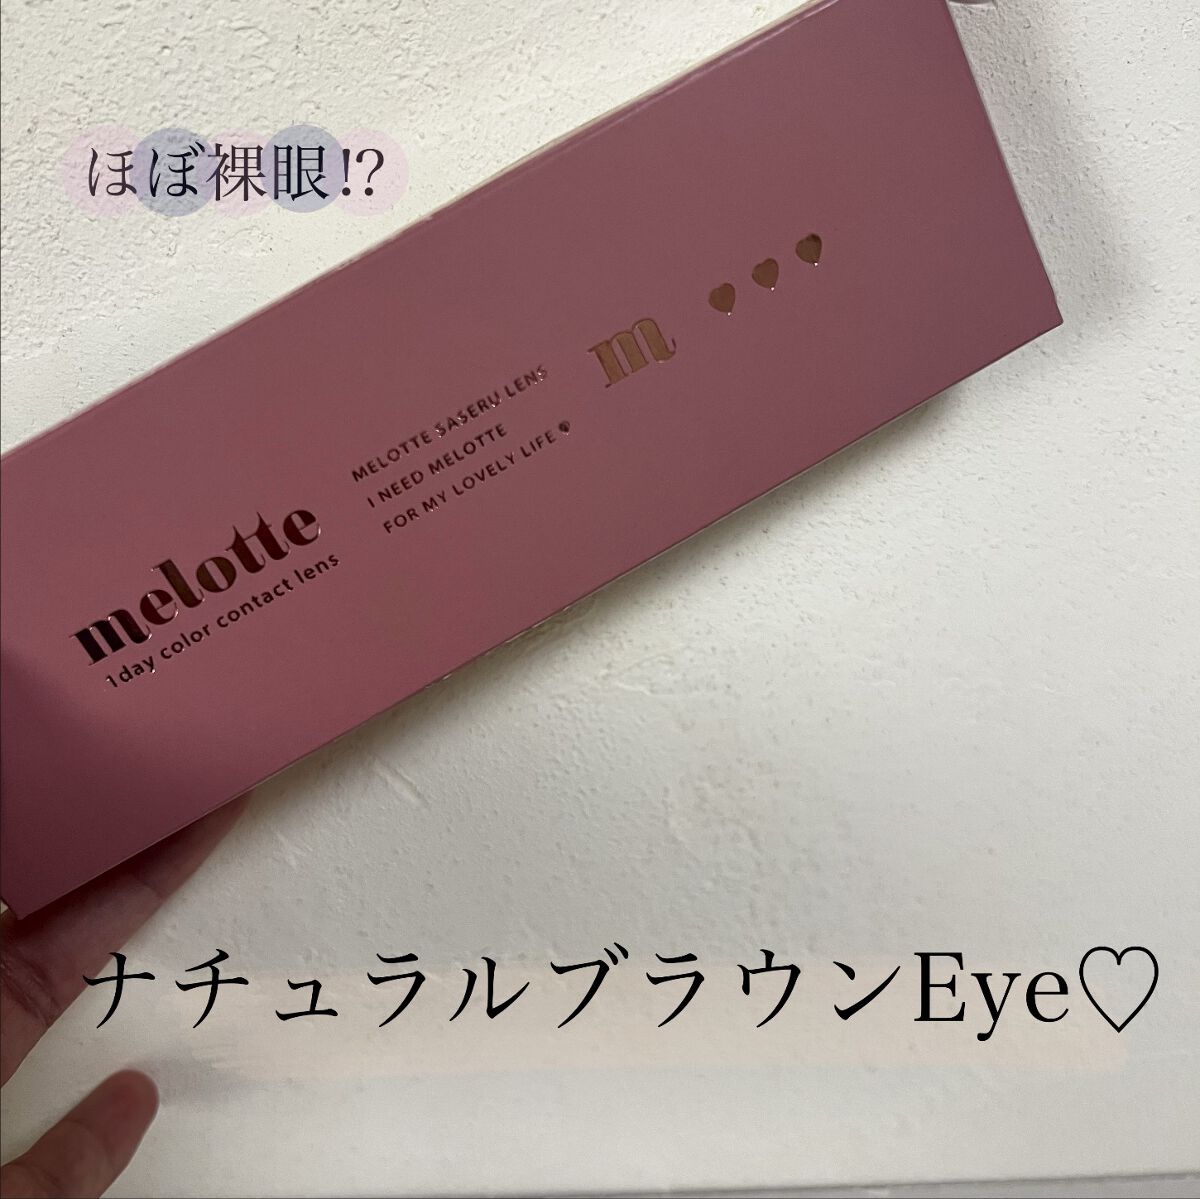 ほぼ裸眼!?
m ♥ ♥ ♥
MELOTTE SASERU LENS
I NEED MELOTTE
FOR MY LOVELY LIFE ♥
melotte
1day color contact lens
ナチュラルブラウンEye♡